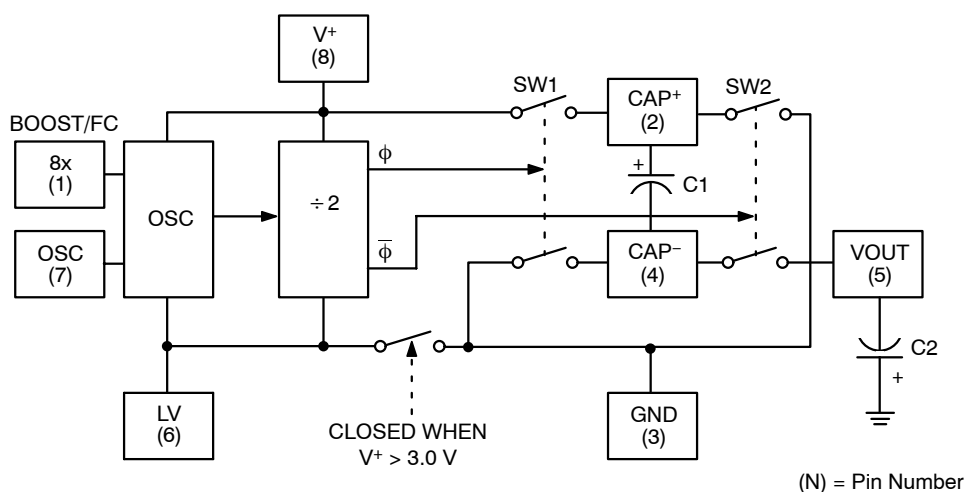 V+
(8)
SW1
CAP+
(2)
SW2
BOOST/FC
8x
(1)
OSC
(7)
OSC
÷2
ϕ
ϕ̅
+
C1
CAP−
(4)
VOUT
(5)
C2
+
LV
(6)
CLOSED WHEN
V+ > 3.0 V
GND
(3)
(N) = Pin Number